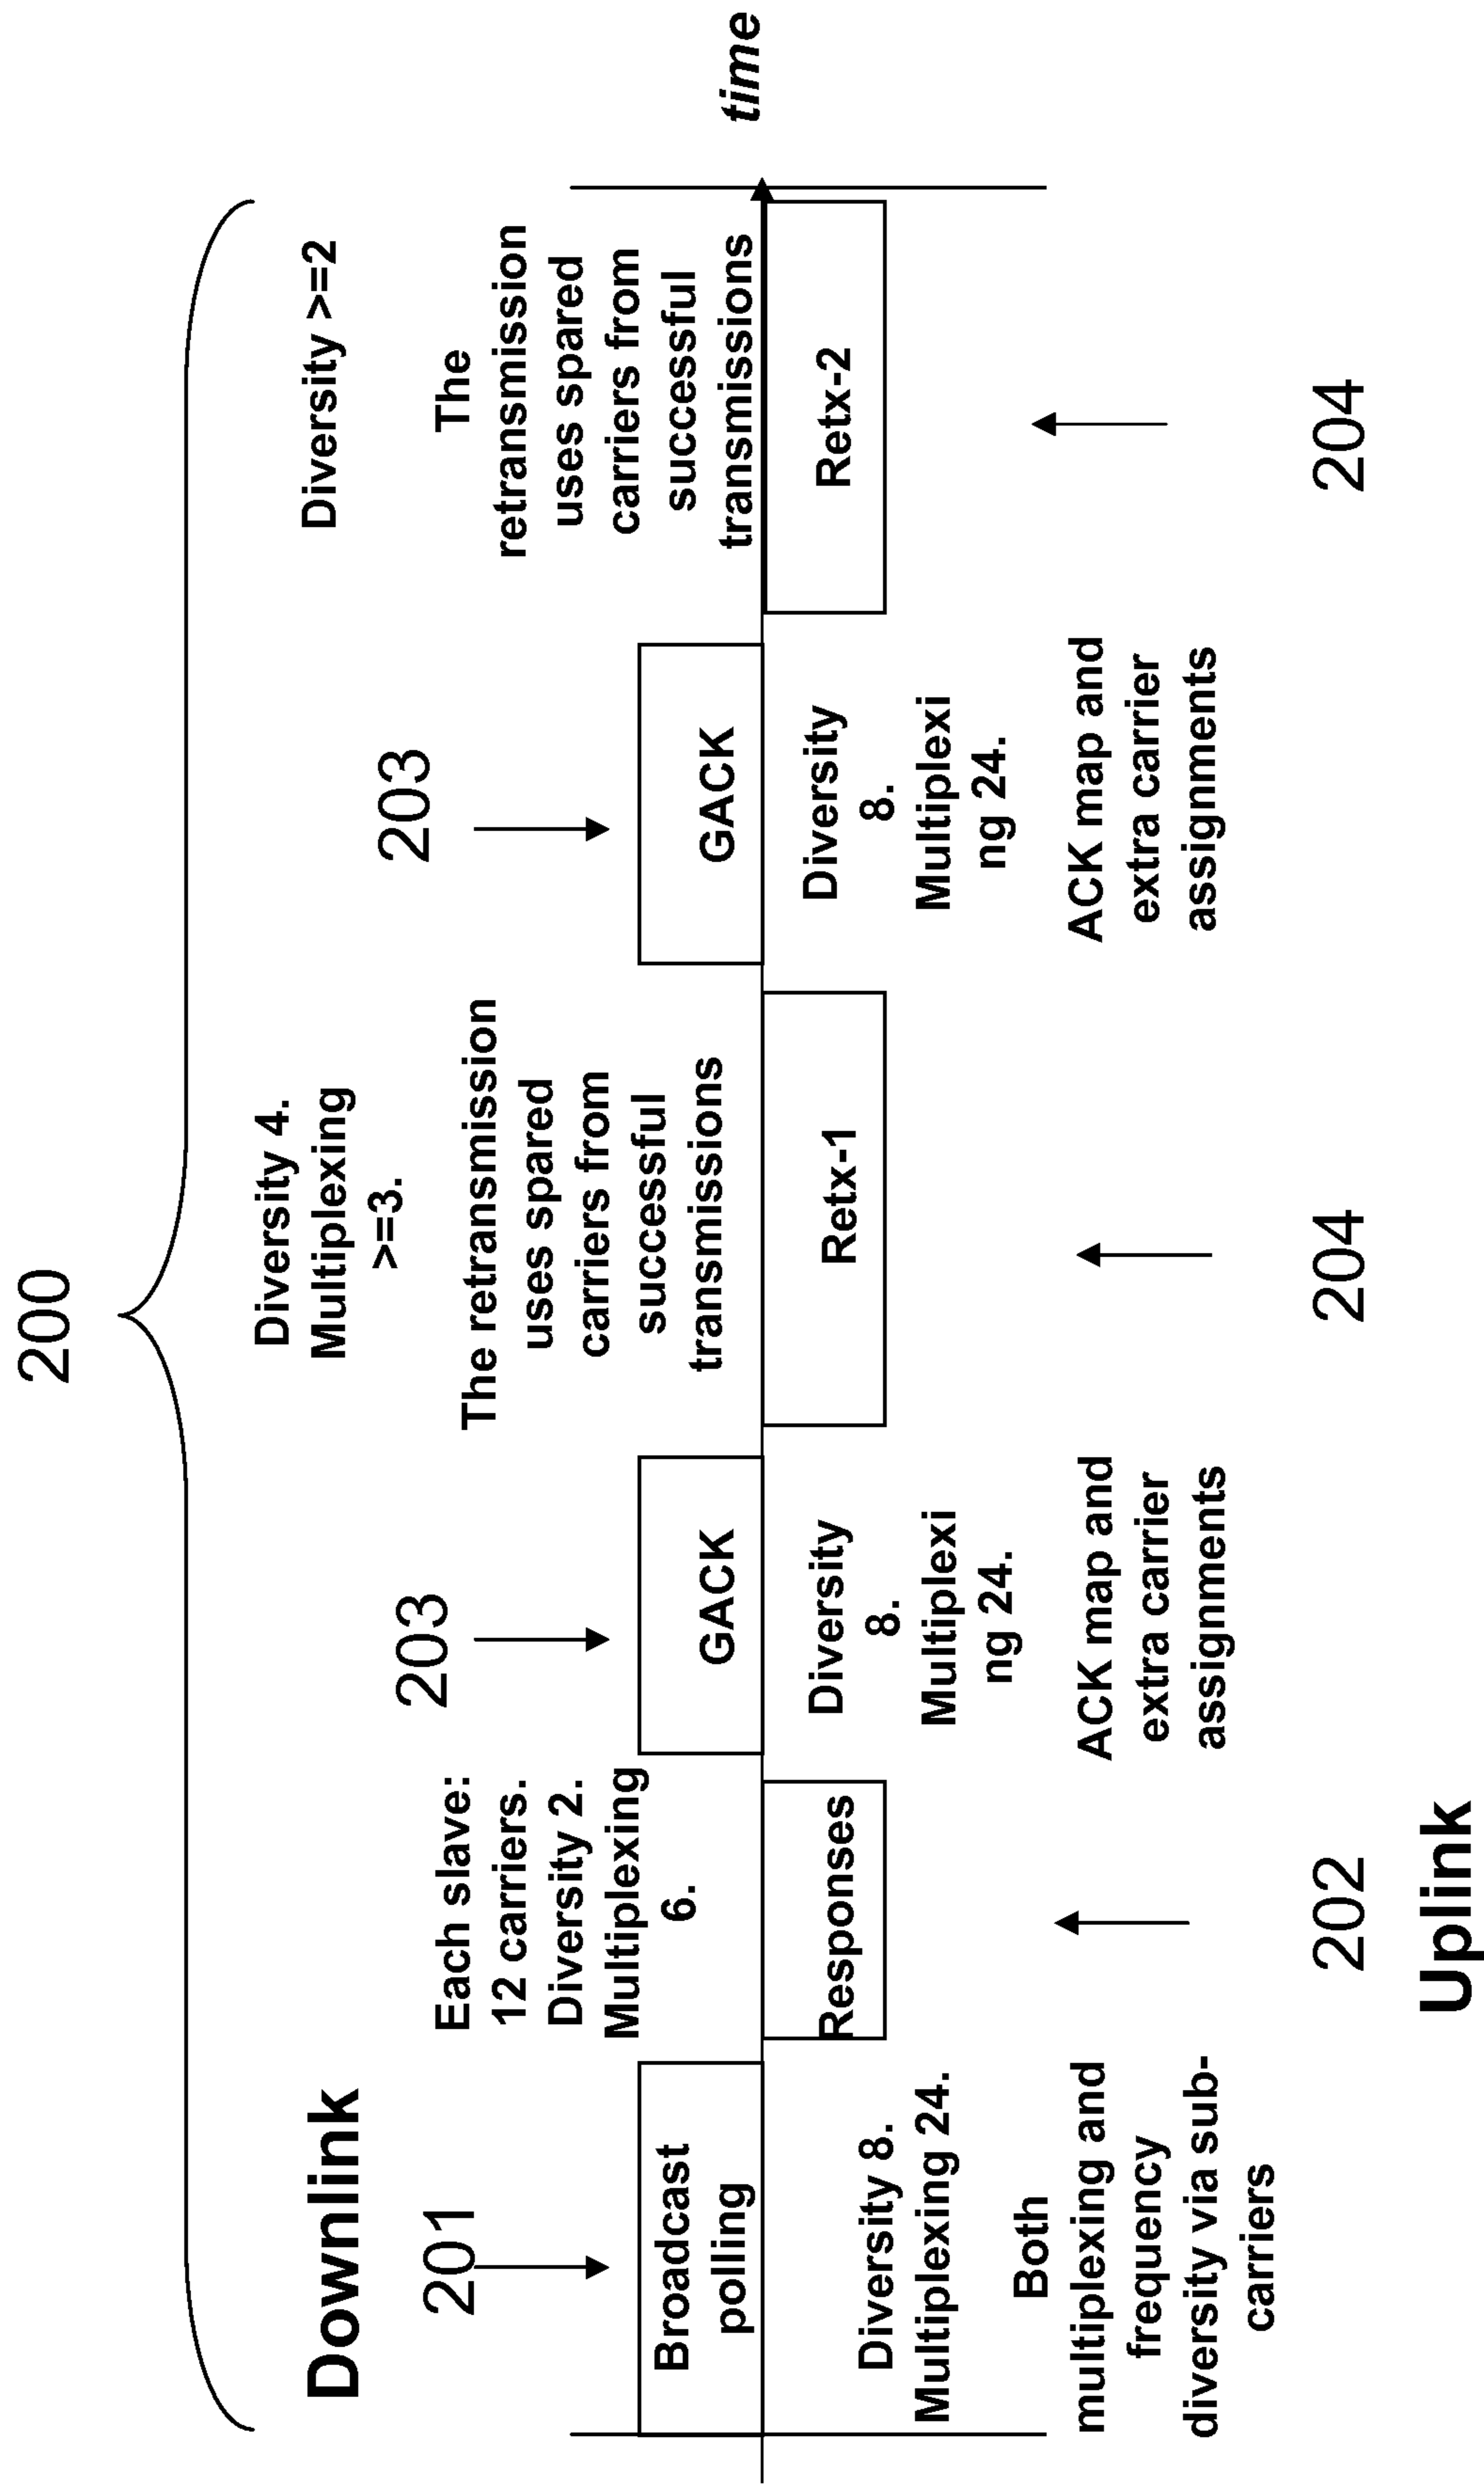 200
Downlink
201
Broadcast
polling
Diversity 8.
Multiplexing 24.
Both
multiplexing and
frequency
diversity via sub-
carriers
Each slave:
12 carriers.
Diversity 2.
Multiplexing
6.
Responses
202
Uplink
203
GACK
Diversity
8.
Multiplexi
ng 24.
ACK map and
extra carrier
assignments
Diversity 4.
Multiplexing
>=3.
The retransmission
uses spared
carriers from
successful
transmissions
Retx-1
204
203
GACK
Diversity
8.
Multiplexi
ng 24.
ACK map and
extra carrier
assignments
Diversity >=2
The
retransmission
uses spared
carriers from
successful
transmissions
Retx-2
204
time